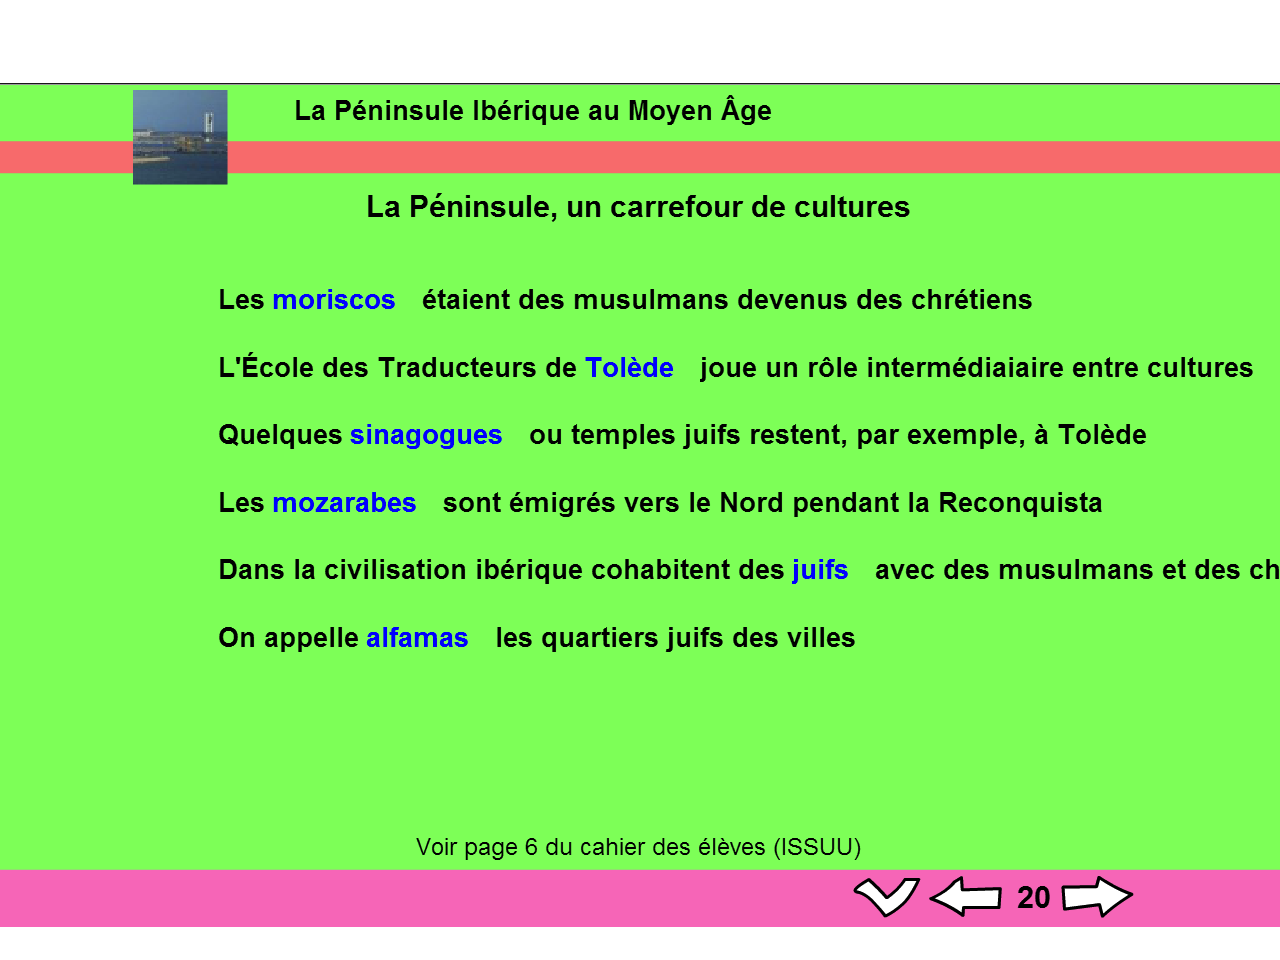 La Péninsule Ibérique au Moyen Âge
La Péninsule, un carrefour de cultures
Les moriscos étaient des musulmans devenus des chrétiens
L'École des Traducteurs de Tolède joue un rôle intermédiaiaire entre cultures
Quelques sinagogues ou temples juifs restent, par exemple, à Tolède
Les mozarabes sont émigrés vers le Nord pendant la Reconquista
Dans la civilisation ibérique cohabitent des juifs avec des musulmans et des ch
On appelle alfamas les quartiers juifs des villes
Voir page 6 du cahier des élèves (ISSUU)
20